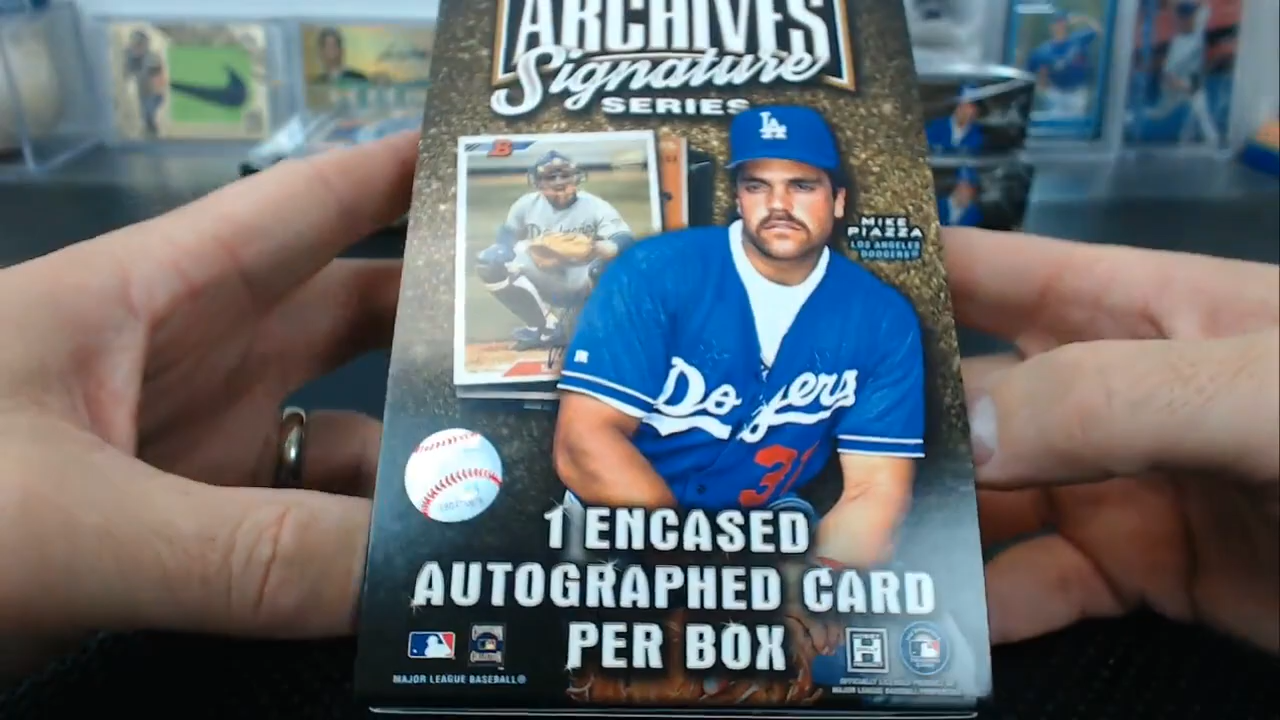 ARCHIVES
Signature
SERIES
LA
B
MIKE
PIAZZA
LOS ANGELES
DODGERS®
Dodgers
Dodgers
31
1 ENCASED
AUTOGRAPHED CARD
PER BOX
MAJOR LEAGUE BASEBALL®